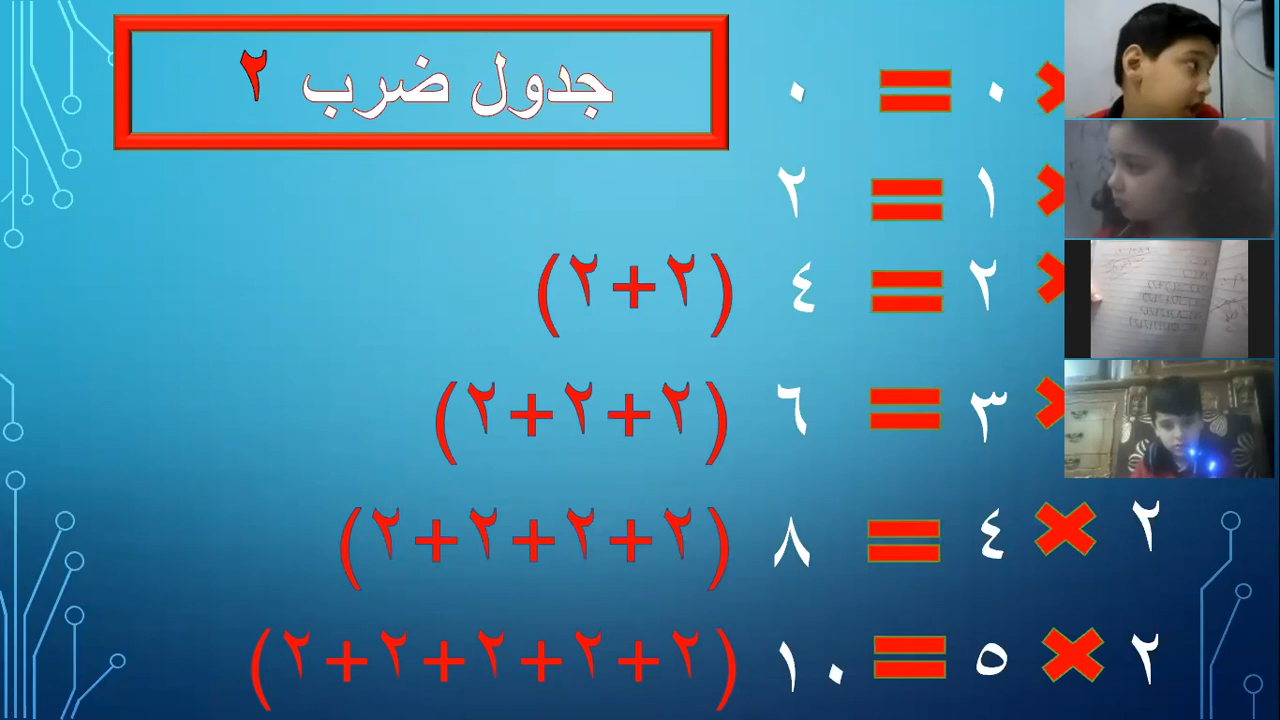 جدول ضرب ٢
× ٠ = ٠
× ١ = ٢
× ٢ = ٤ (٢+٢)
× ٣ = ٦ (٢+٢+٢)
٢ × ٤ = ٨ (٢+٢+٢+٢)
٢ × ٥ = ١٠ (٢+٢+٢+٢+٢)